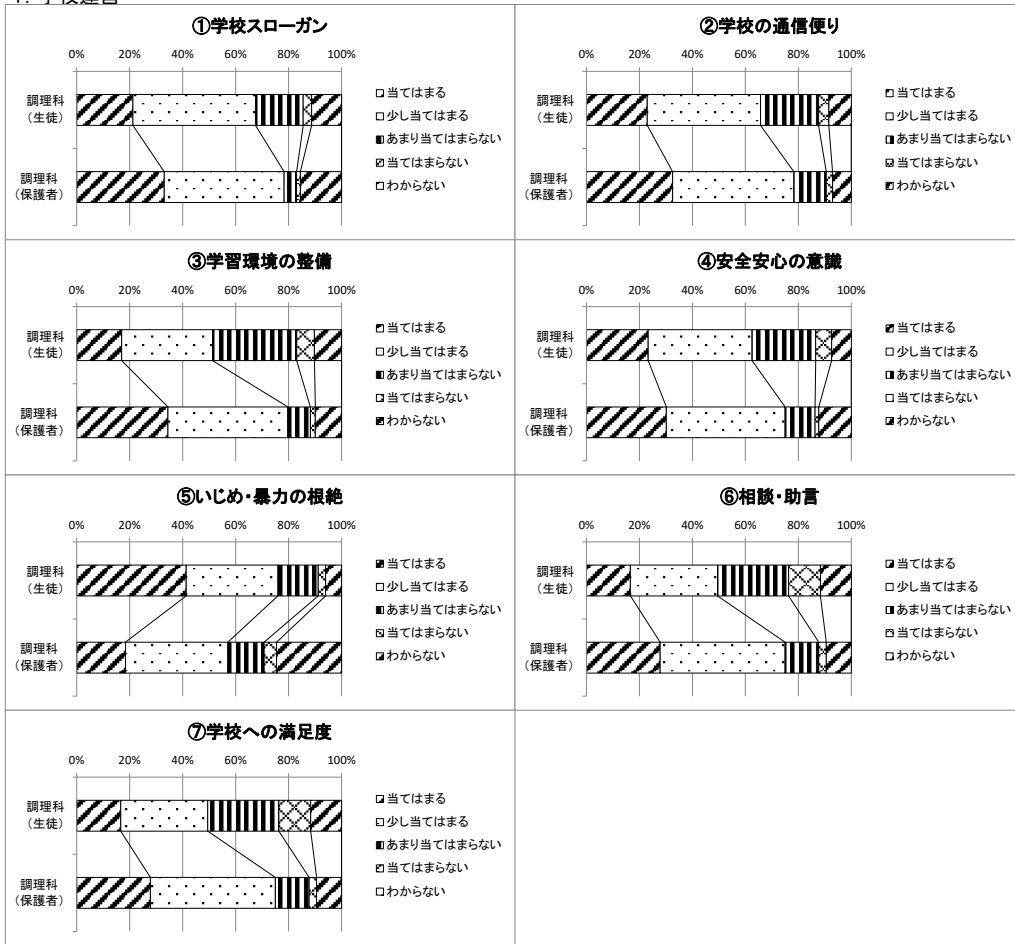 ①学校スローガン
0% 20% 40% 60% 80% 100%
調理科
（生徒）
調理科
（保護者）
当てはまる
少し当てはまる
あまり当てはまらない
当てはまらない
わからない
②学校の通信便り
0% 20% 40% 60% 80% 100%
調理科
（生徒）
調理科
（保護者）
当てはまる
少し当てはまる
あまり当てはまらない
当てはまらない
わからない
③学習環境の整備
0% 20% 40% 60% 80% 100%
調理科
（生徒）
調理科
（保護者）
当てはまる
少し当てはまる
あまり当てはまらない
当てはまらない
わからない
④安全安心の意識
0% 20% 40% 60% 80% 100%
調理科
（生徒）
調理科
（保護者）
当てはまる
少し当てはまる
あまり当てはまらない
当てはまらない
わからない
⑤いじめ・暴力の根絶
0% 20% 40% 60% 80% 100%
調理科
（生徒）
調理科
（保護者）
当てはまる
少し当てはまる
あまり当てはまらない
当てはまらない
わからない
⑥相談・助言
0% 20% 40% 60% 80% 100%
調理科
（生徒）
調理科
（保護者）
当てはまる
少し当てはまる
あまり当てはまらない
当てはまらない
わからない
⑦学校への満足度
0% 20% 40% 60% 80% 100%
調理科
（生徒）
調理科
（保護者）
当てはまる
少し当てはまる
あまり当てはまらない
当てはまらない
わからない